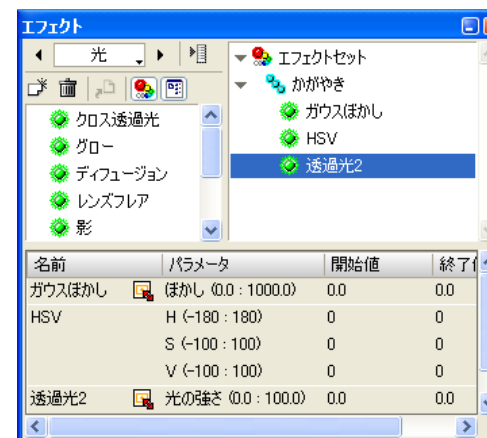 エフェクト
光
エフェクトセット
かがやき
ガウスぼかし
HSV
透過光2
クロス透過光
グロー
ディフュージョン
レンズフレア
影
名前 パラメータ 開始値 終了
ガウスぼかし ぼかし (0.0 : 1000.0) 0.0 0.0
HSV H (-180 : 180) 0 0
S (-100 : 100) 0 0
V (-100 : 100) 0 0
透過光2 光の強さ (0.0 : 100.0) 0.0 0.0